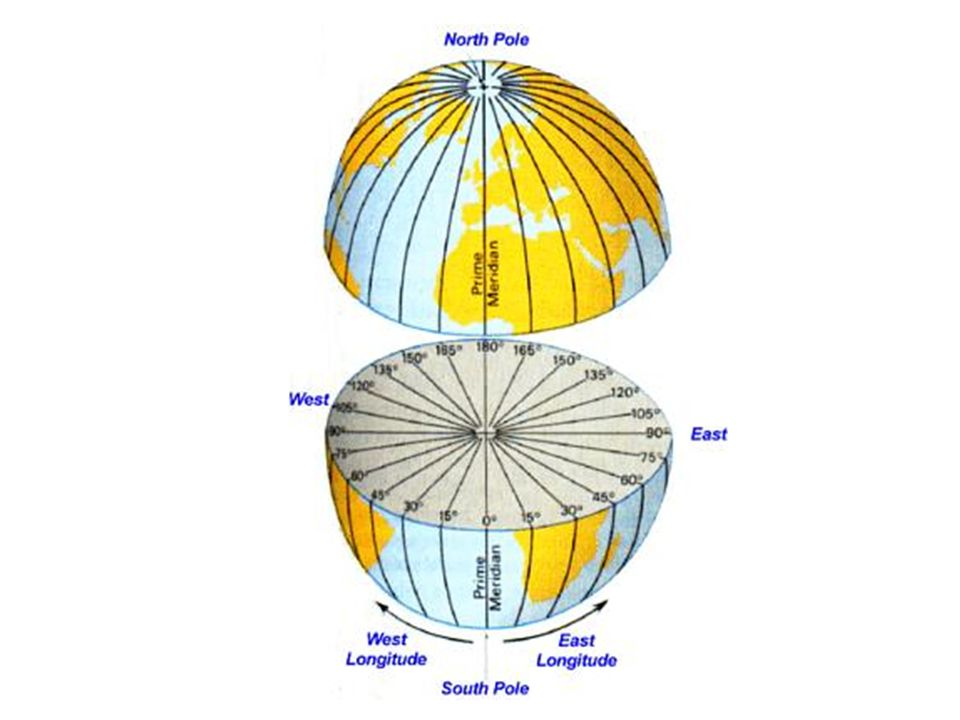 North Pole
Prime
Meridian
180°
165° 165°
150° 150°
135° 135°
120° 120°
West
105° 105°
90° 90°
East
75° 75°
60° 60°
45° 45°
30° 30°
15° 0° 15°
Prime
Meridian
West
Longitude
East
Longitude
South Pole